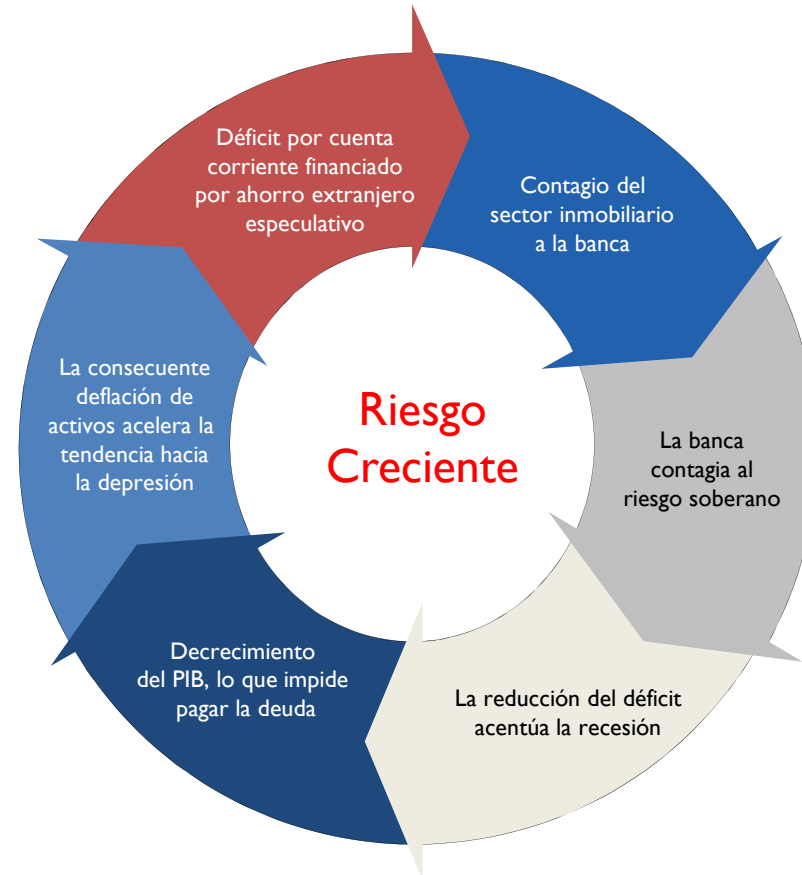 Déficit por cuenta
corriente financiado
por ahorro extranjero
especulativo
Contagio del
sector inmobiliario
a la banca
La banca
contagia al
riesgo soberano
La reducción del déficit
acentúa la recesión
Decrecimiento
del PIB, lo que impide
pagar la deuda
La consecuente
deflación de
activos acelera la
tendencia hacia
la depresión
Riesgo
Creciente